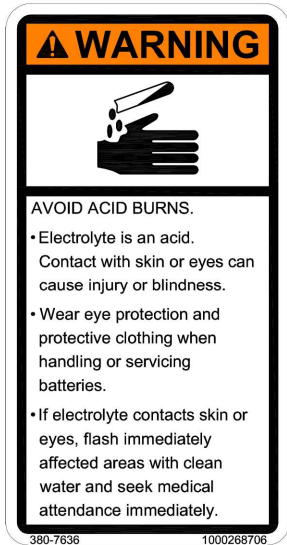 WARNING
AVOID ACID BURNS.
• Electrolyte is an acid.
Contact with skin or eyes can
cause injury or blindness.
• Wear eye protection and
protective clothing when
handling or servicing
batteries.
• If electrolyte contacts skin or
eyes, flash immediately
affected areas with clean
water and seek medical
attendance immediately.
380-7636 1000268706